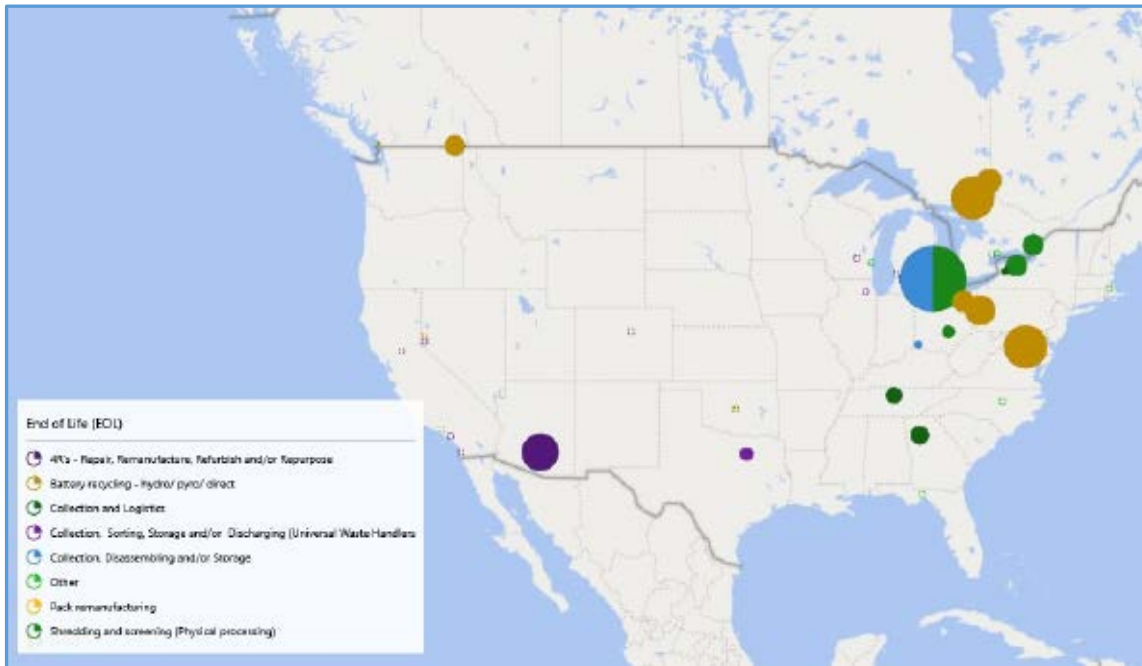 End of Life (EOL)
4R's - Repair, Remanufacture, Refurbish and/or Repurpose
Battery recycling - hydro/ pyro/ direct
Collection and Logistics
Collection, Sorting, Storage and/or Discharging (Universal Waste Handlers
Collection, Disassembling and/or Storage
Other
Pack remanufacturing
Shredding and screening (Physical processing)